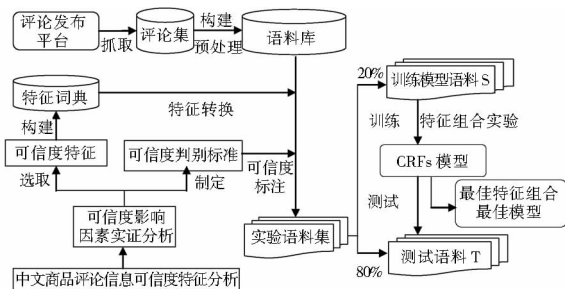 评论发布
平台
抓取
评论集
构建
预处理
语料库
20%
训练模型语料 S
特征词典
特征转换
构建
训练
特征组合实验
可信度特征
可信度判别标准
可信度
标注
CRFs 模型
选取
制定
测试
最佳特征组合
最佳模型
可信度影响
因素实证分析
实验语料集
测试语料 T
80%
中文商品评论信息可信度特征分析